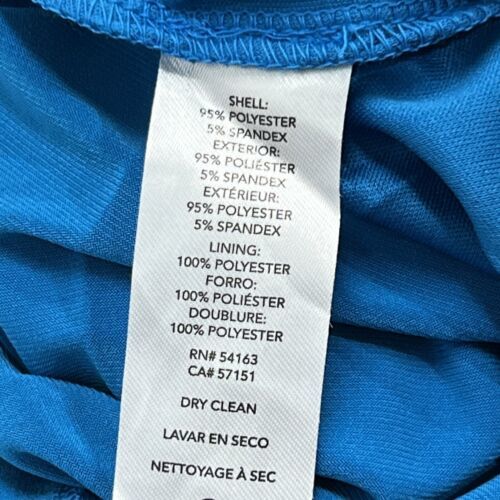 SHELL:
95% POLYESTER
5% SPANDEX
EXTERIOR:
95% POLIÉSTER
5% SPANDEX
EXTÉRIEUR:
95% POLYESTER
5% SPANDEX
LINING:
100% POLYESTER
FORRO:
100% POLIÉSTER
DOUBLURE:
100% POLYESTER
RN# 54163
CA# 57151
DRY CLEAN
LAVAR EN SECO
NETTOYAGE À SEC